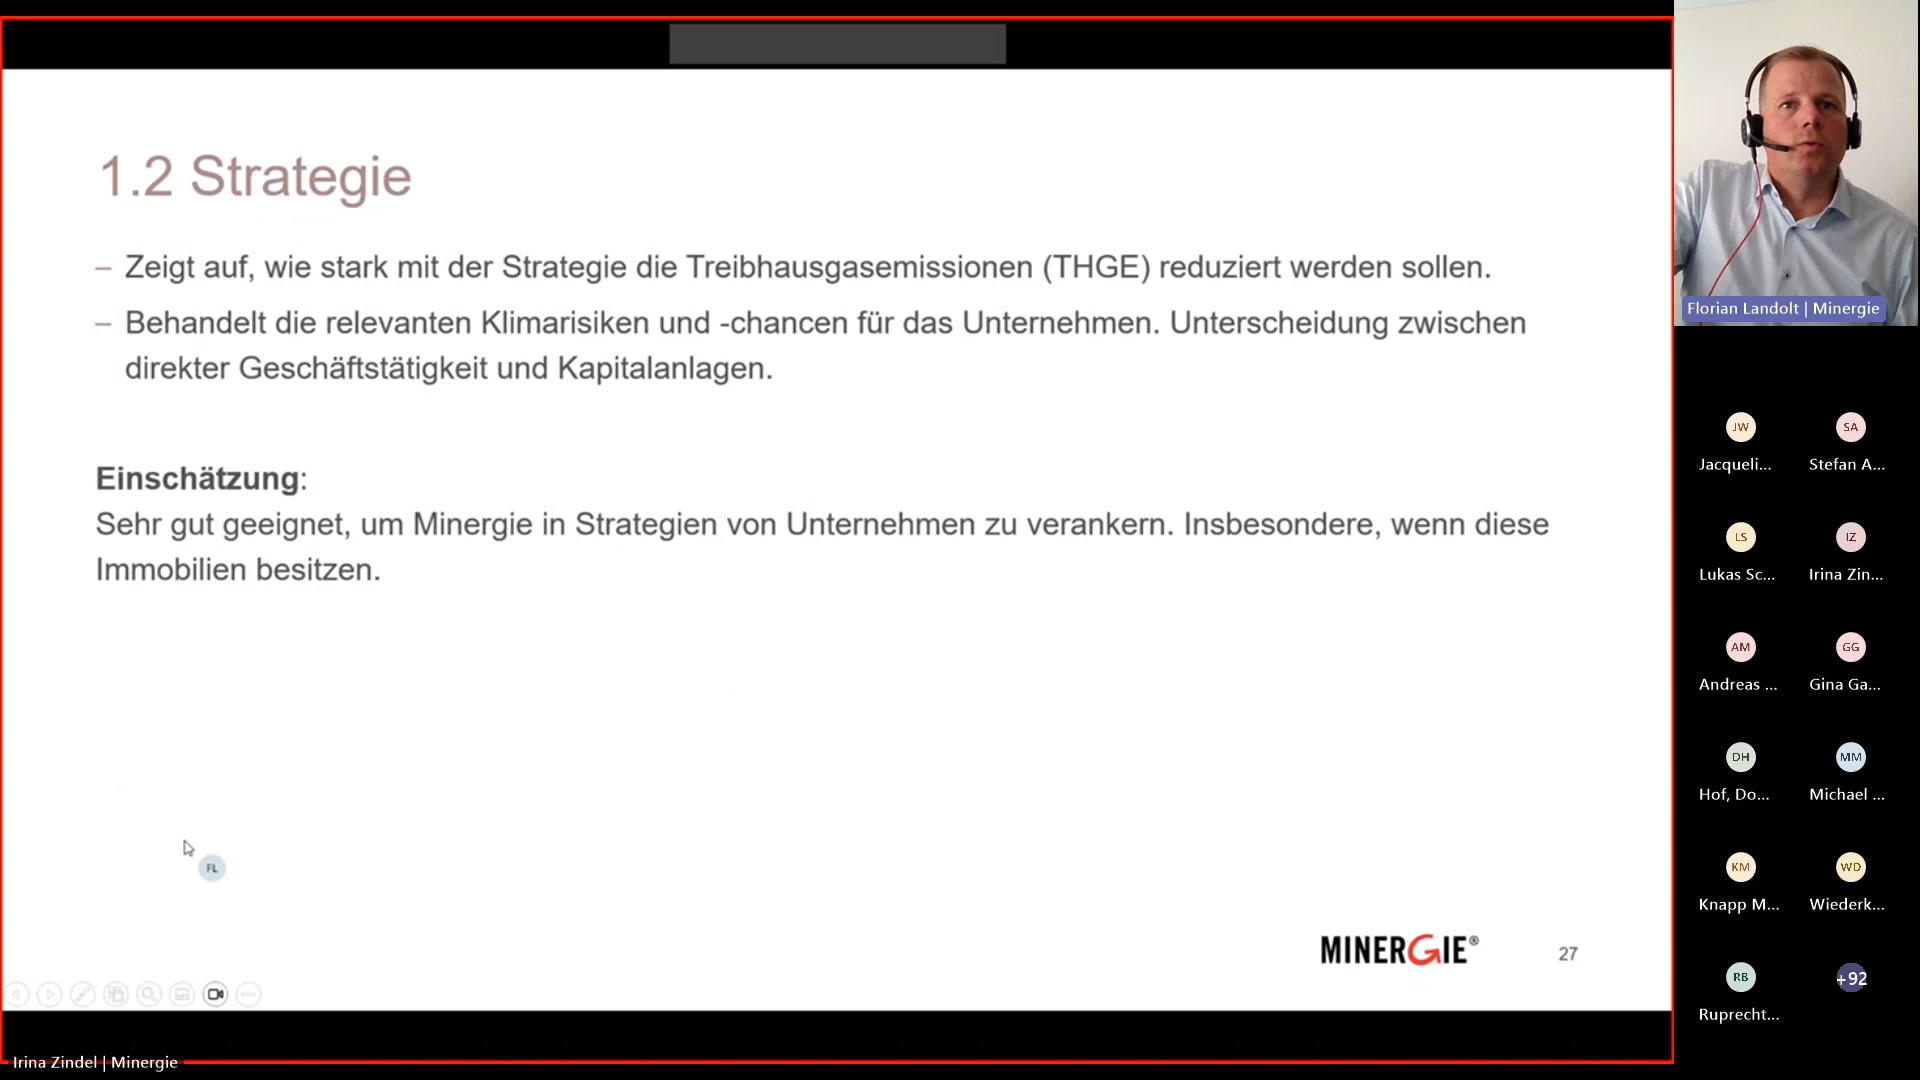 1.2 Strategie
– Zeigt auf, wie stark mit der Strategie die Treibhausgasemissionen (THGE) reduziert werden sollen.
– Behandelt die relevanten Klimarisiken und -chancen für das Unternehmen. Unterscheidung zwischen
direkter Geschäftstätigkeit und Kapitalanlagen.
Einschätzung:
Sehr gut geeignet, um Minergie in Strategien von Unternehmen zu verankern. Insbesondere, wenn diese
Immobilien besitzen.
FL
MINERGIE®
27
Irina Zindel | Minergie
Florian Landolt | Minergie
JW
SA
Jacqueli...
Stefan A...
LS
IZ
Lukas Sc...
Irina Zin...
AM
GG
Andreas ...
Gina Ga...
DH
MM
Hof, Do...
Michael ...
KM
WD
Knapp M...
Wiederk...
RB
+92
Ruprecht...